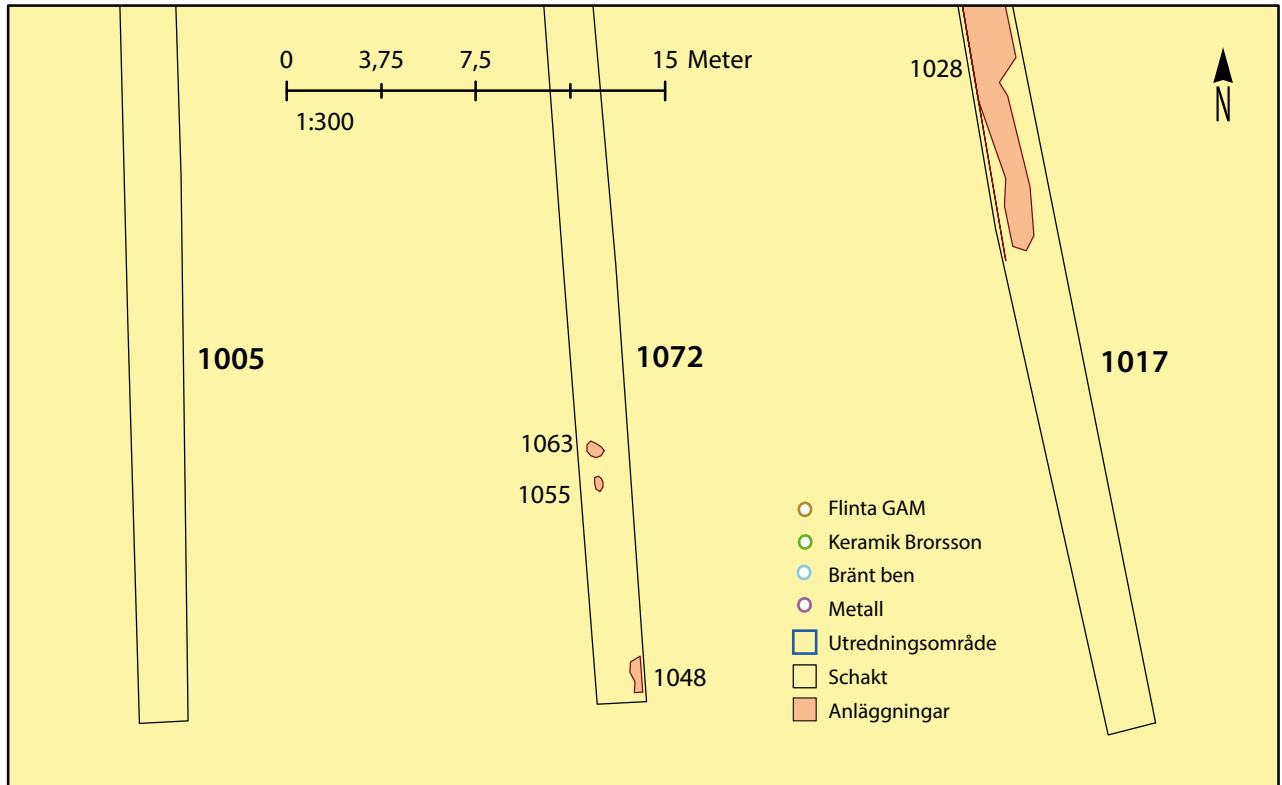 0 3,75 7,5 15 Meter
1:300
1028
N
1005
1072
1017
1063
1055
1048
Flinta GAM
Keramik Brorsson
Bränt ben
Metall
Utredningsområde
Schakt
Anläggningar